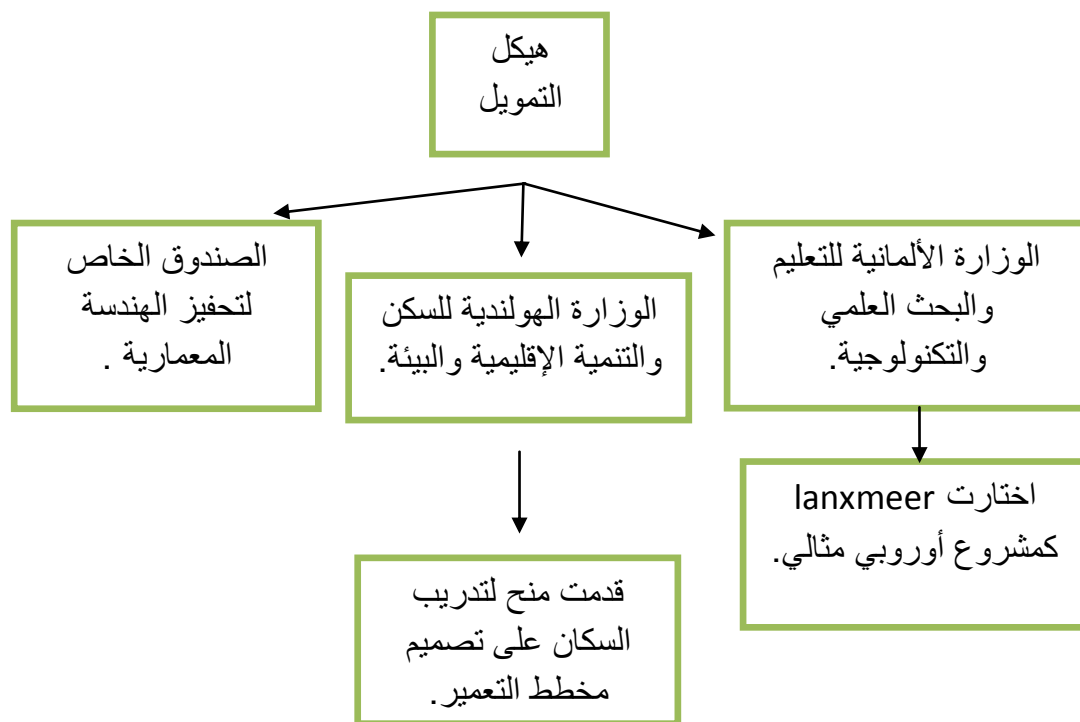 هيكل
التمويل
الوزارة الألمانية للتعليم
والبحث العلمي
والتكنولوجية.
الوزارة الهولندية للسكن
والتنمية الإقليمية والبيئة.
الصندوق الخاص
لتحفيز الهندسة
المعمارية .
اختارت lanxmeer
كمشروع أوروبي مثالي.
قدمت منح لتدريب
السكان على تصميم
مخطط التعمير.